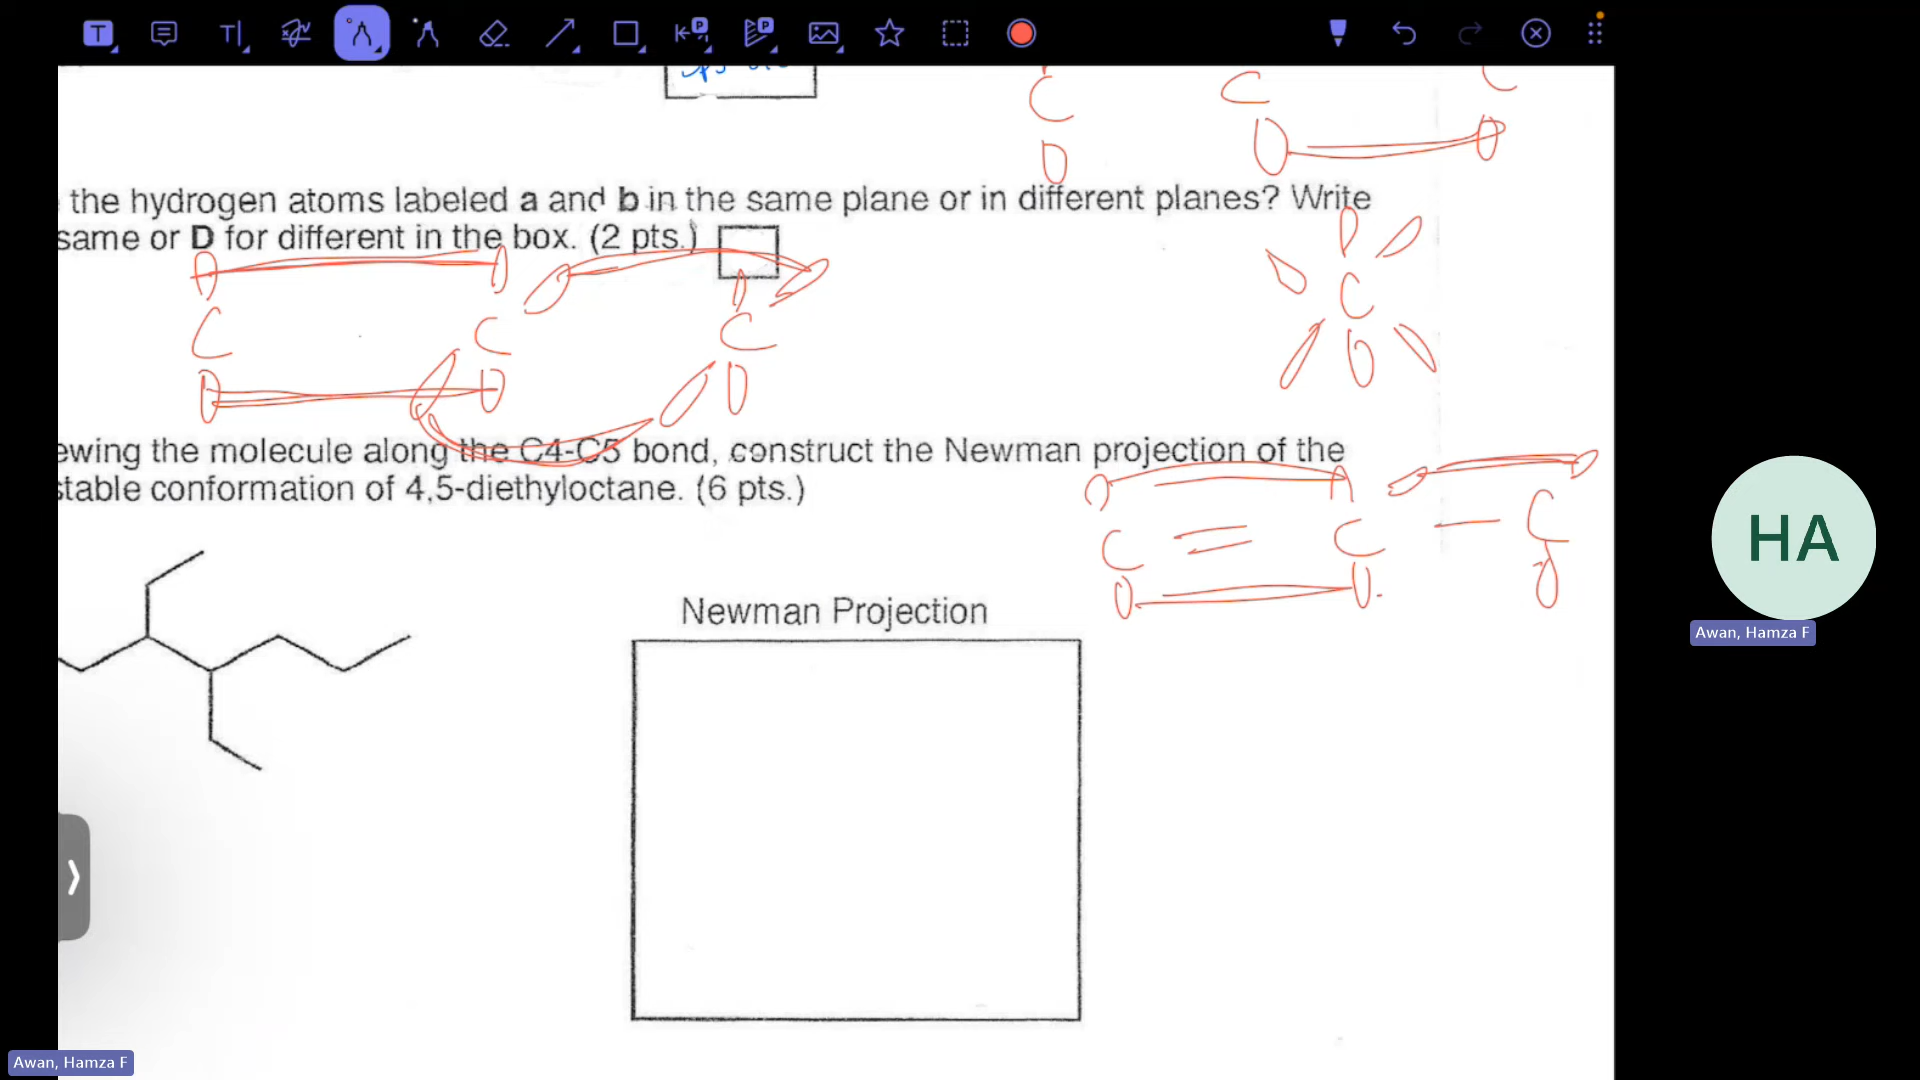 C
C
C
D
the hydrogen atoms labeled a and b in the same plane or in different planes? Write
same or D for different in the box. (2 pts.)
C
C
C
C
ewing the molecule along the C4-C5 bond, construct the Newman projection of the
stable conformation of 4,5-diethyloctane. (6 pts.)
C = C - C
Newman Projection
HA
Awan, Hamza F
Awan, Hamza F